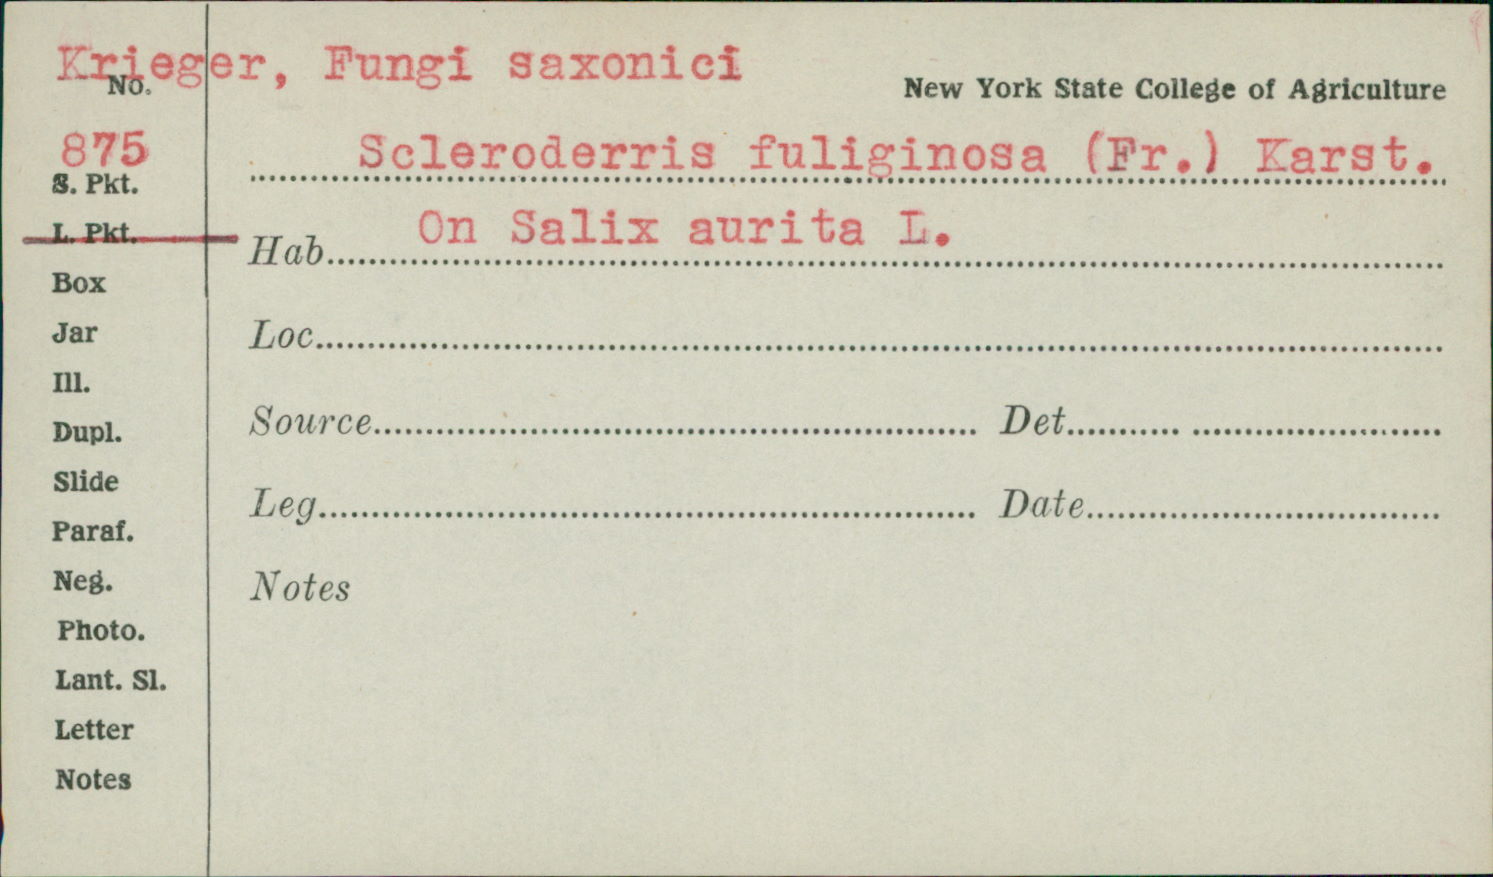 Krieger, Fungi saxonici
No.
New York State College of Agriculture
875
Scleroderris fuliginosa (Fr.) Karst.
S. Pkt.
L. Pkt.
Hab. On Salix aurita L.
Box
Jar
Loc.
Ill.
Dupl.
Source Det.
Slide
Leg. Date
Paraf.
Neg.
Notes
Photo.
Lant. Sl.
Letter
Notes